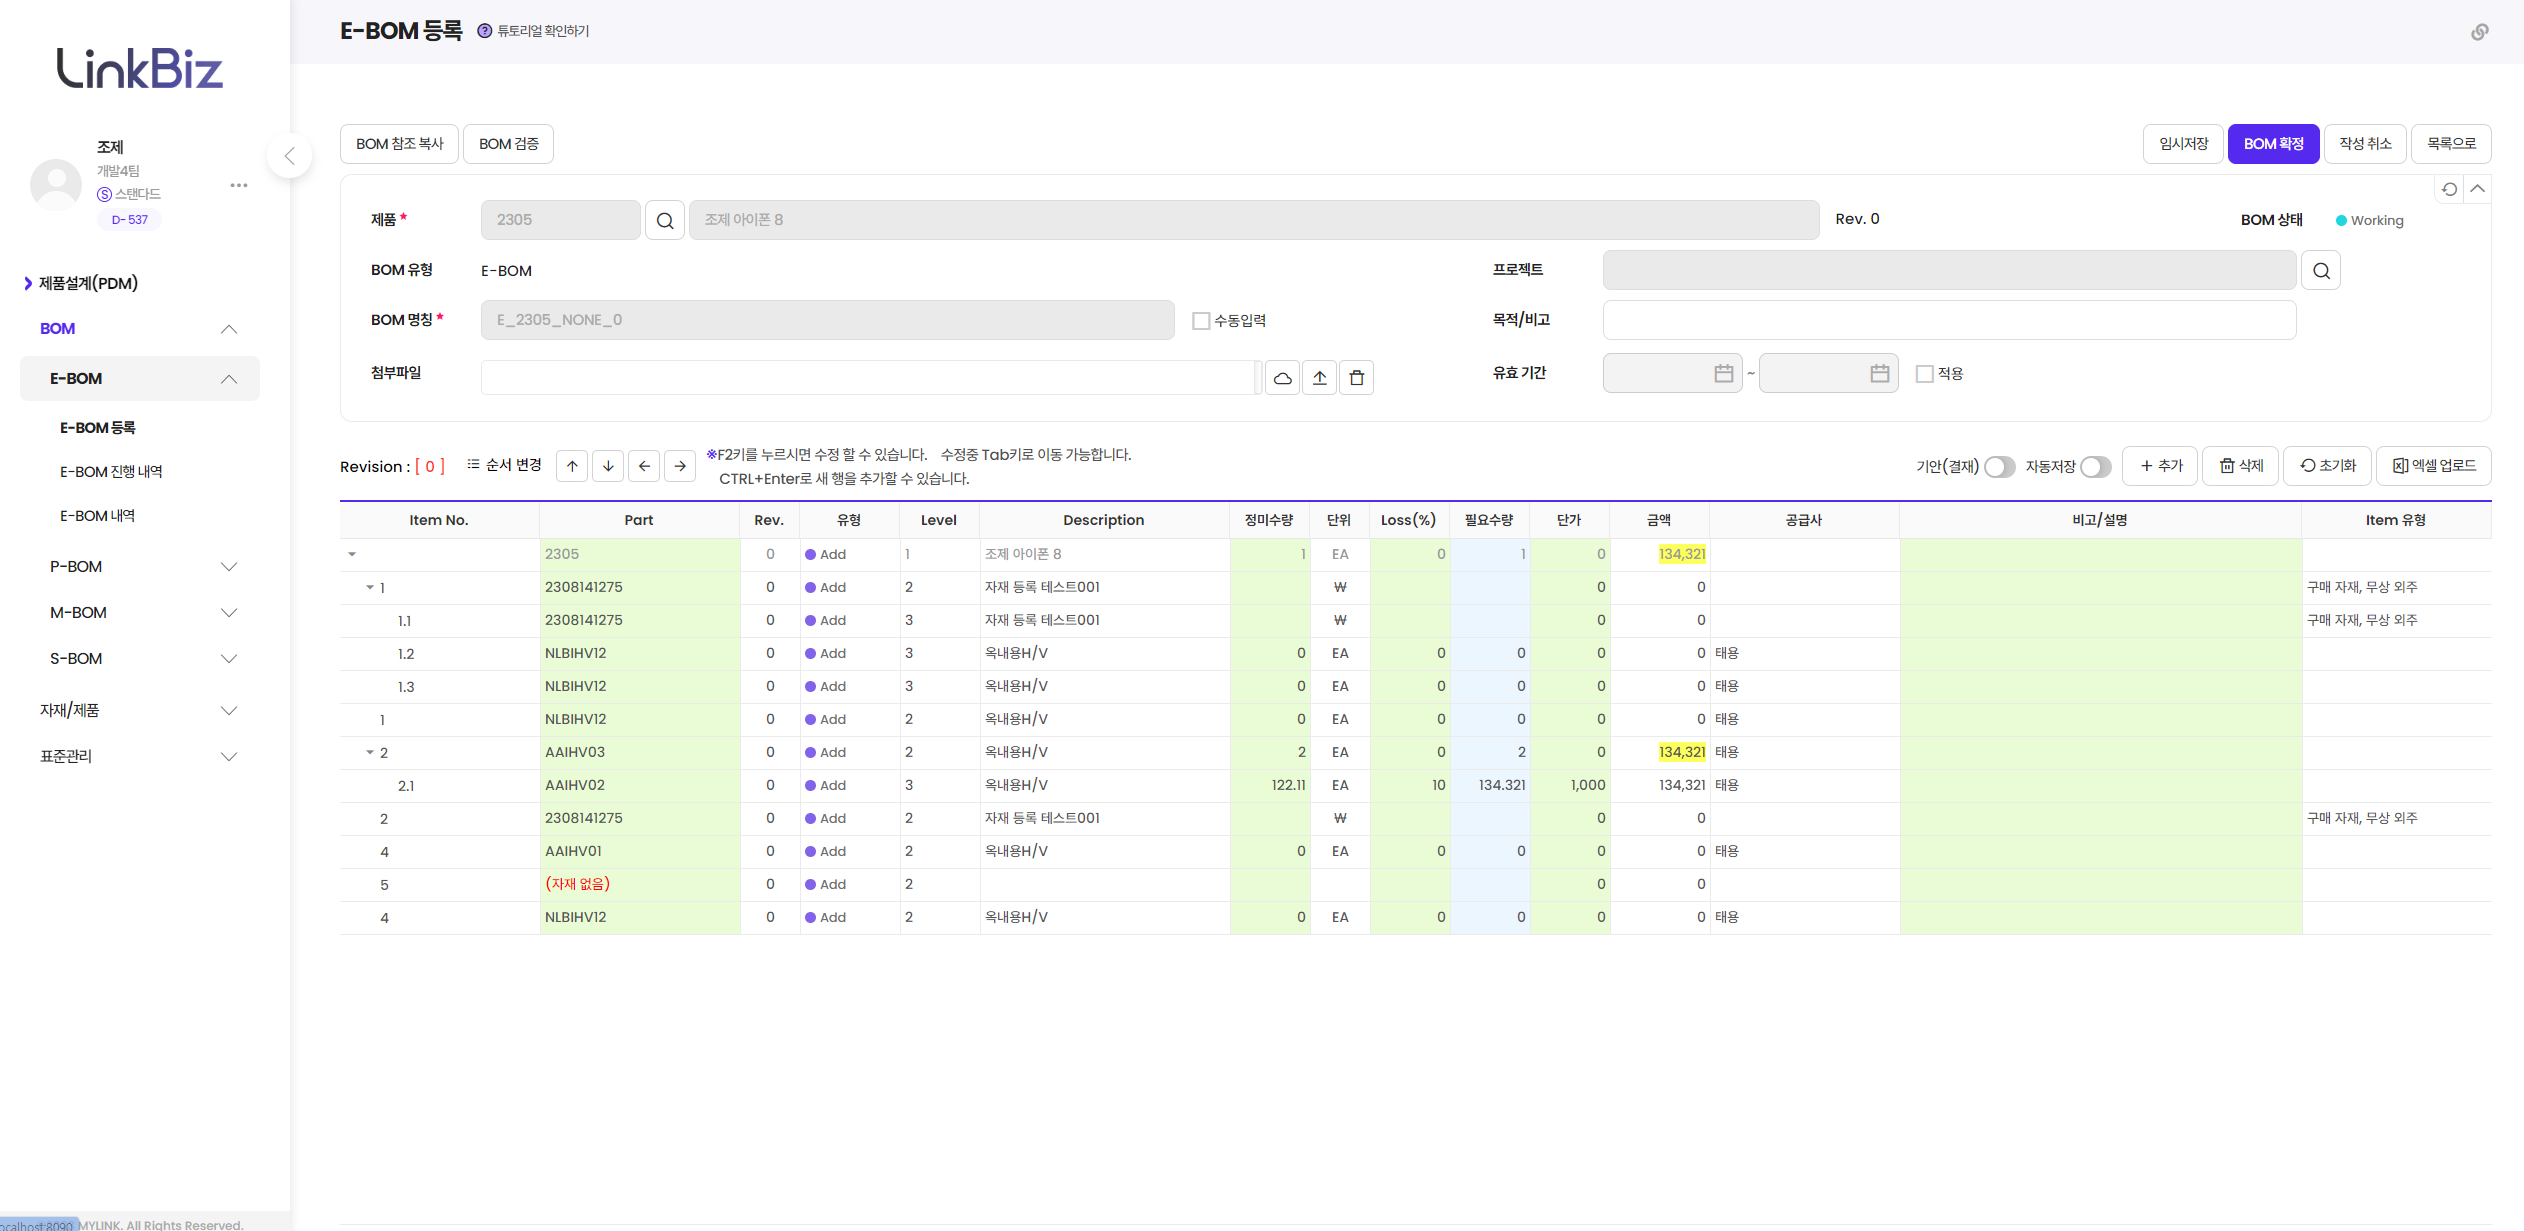 LinkBiz
조제
개발4팀
Ⓢ 스탠다드
D-537
제품설계(PDM)
BOM
E-BOM
E-BOM 등록
E-BOM 진행 내역
E-BOM 내역
P-BOM
M-BOM
S-BOM
자재/제품
표준관리
ocalhost:8090 MYLINK. All Rights Reserved.
E-BOM 등록 ? 튜토리얼 확인하기
BOM 참조 복사 BOM 검증 임시저장 BOM 확정 작성 취소 목록으로
제품 * 2305 조제 아이폰 8 Rev. 0 BOM 상태 Working
BOM 유형 E-BOM 프로젝트
BOM 명칭 * E_2305_NONE_0 수동입력 목적/비고
첨부파일 유효 기간 ~ 적용
Revision : [ 0 ] 순서 변경 ↑ ↓ ← → ※F2키를 누르시면 수정 할 수 있습니다. 수정중 Tab키로 이동 가능합니다.
CTRL+Enter로 새 행을 추가할 수 있습니다.
기안(결재) 자동저장 + 추가 삭제 초기화 엑셀 업로드
Item No. Part Rev. 유형 Level Description 정미수량 단위 Loss(%) 필요수량 단가 금액 공급사 비고/설명 Item 유형
2305 0 Add 1 조제 아이폰 8 1 EA 0 1 0 134,321
1 2308141275 0 Add 2 자재 등록 테스트001 ₩ 0 0 구매 자재, 무상 외주
1.1 2308141275 0 Add 3 자재 등록 테스트001 ₩ 0 0 구매 자재, 무상 외주
1.2 NLBIHV12 0 Add 3 옥내용H/V 0 EA 0 0 0 0 태용
1.3 NLBIHV12 0 Add 3 옥내용H/V 0 EA 0 0 0 0 태용
1 NLBIHV12 0 Add 2 옥내용H/V 0 EA 0 0 0 0 태용
2 AAIHV03 0 Add 2 옥내용H/V 2 EA 0 2 0 134,321 태용
2.1 AAIHV02 0 Add 3 옥내용H/V 122.11 EA 10 134.321 1,000 134,321 태용
2 2308141275 0 Add 2 자재 등록 테스트001 ₩ 0 0 구매 자재, 무상 외주
4 AAIHV01 0 Add 2 옥내용H/V 0 EA 0 0 0 0 태용
5 (자재 없음) 0 Add 2 0 0
4 NLBIHV12 0 Add 2 옥내용H/V 0 EA 0 0 0 0 태용